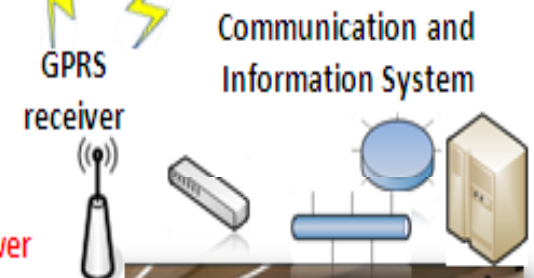 Communication and
Information System
GPRS
receiver